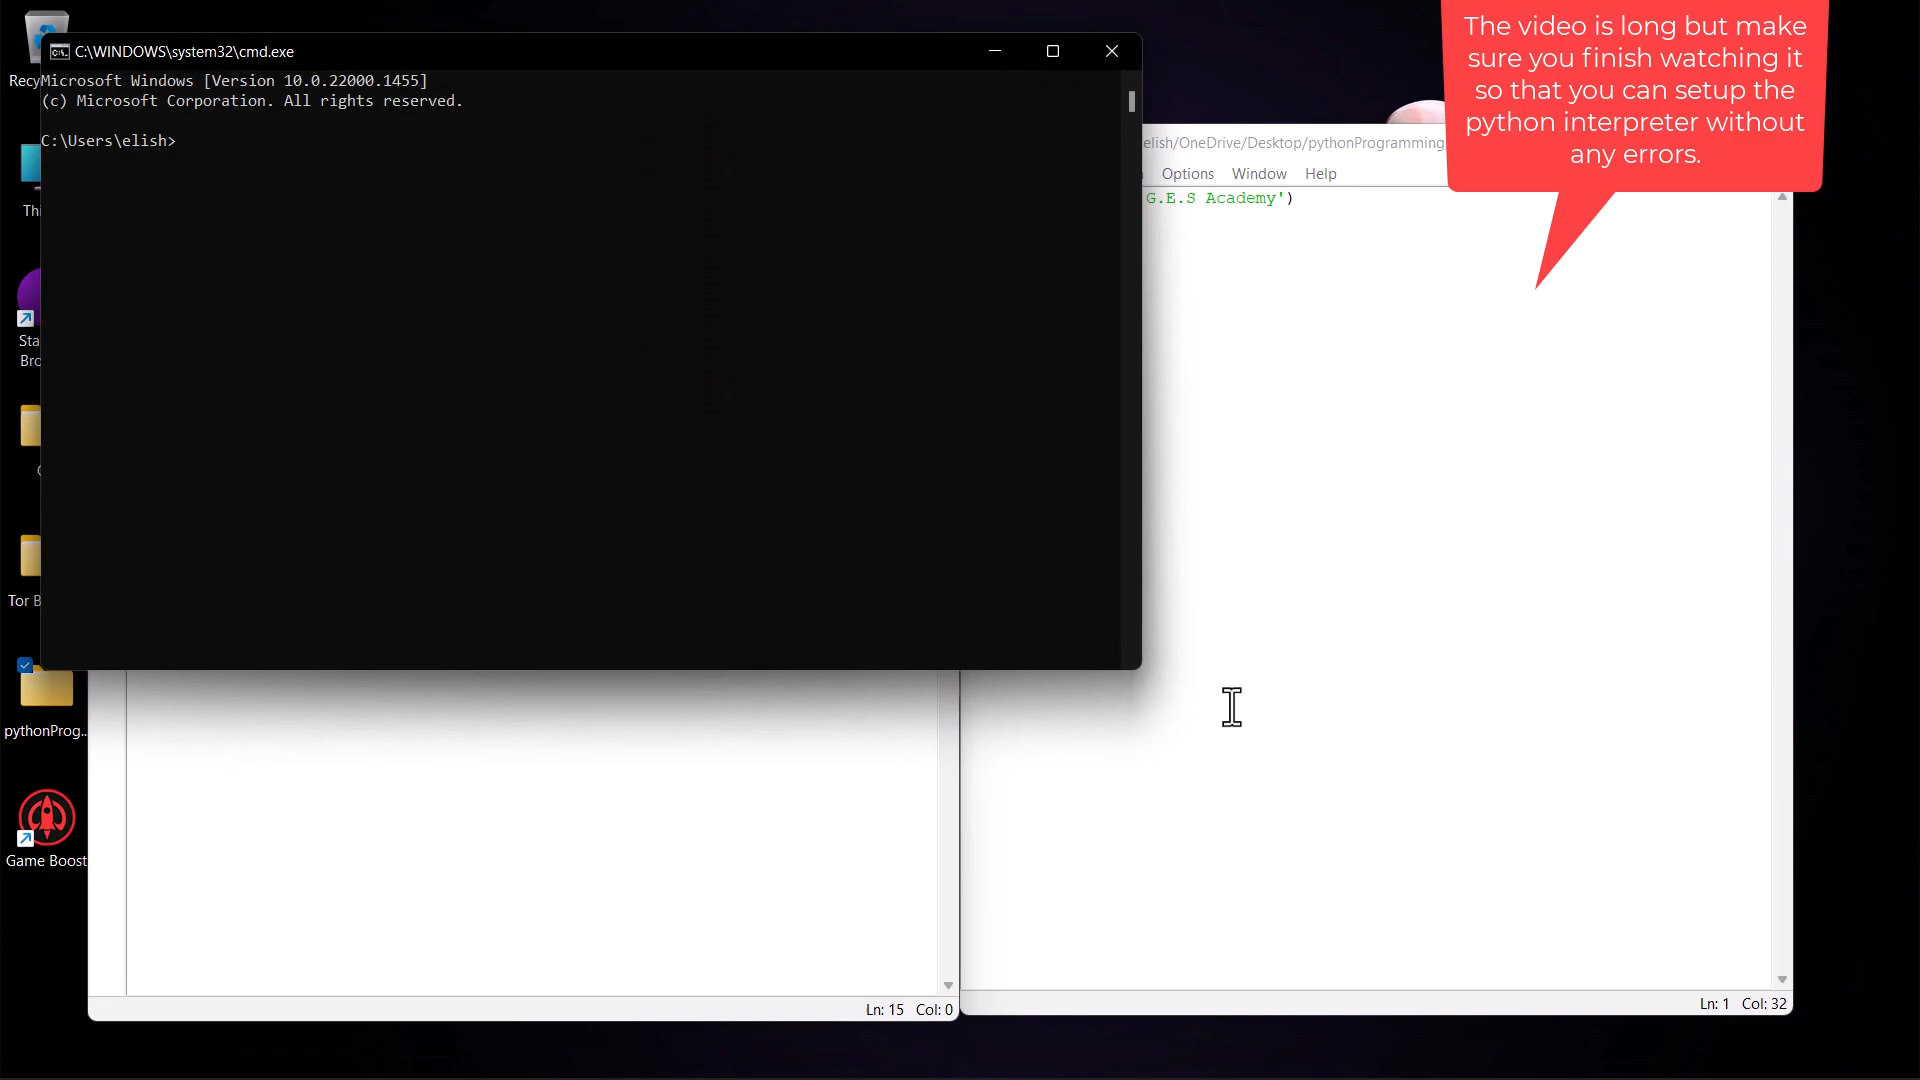 The video is long but make
sure you finish watching it
so that you can setup the
python interpreter without
any errors.
C:\WINDOWS\system32\cmd.exe
Microsoft Windows [Version 10.0.22000.1455]
(c) Microsoft Corporation. All rights reserved.
C:\Users\elish>
elish/OneDrive/Desktop/pythonProgramming
Options Window Help
G.E.S Academy')
Recy
Thi
Sta
Bro
Tor B
pythonProg...
Game Boost
Ln: 15 Col: 0
Ln: 1 Col: 32